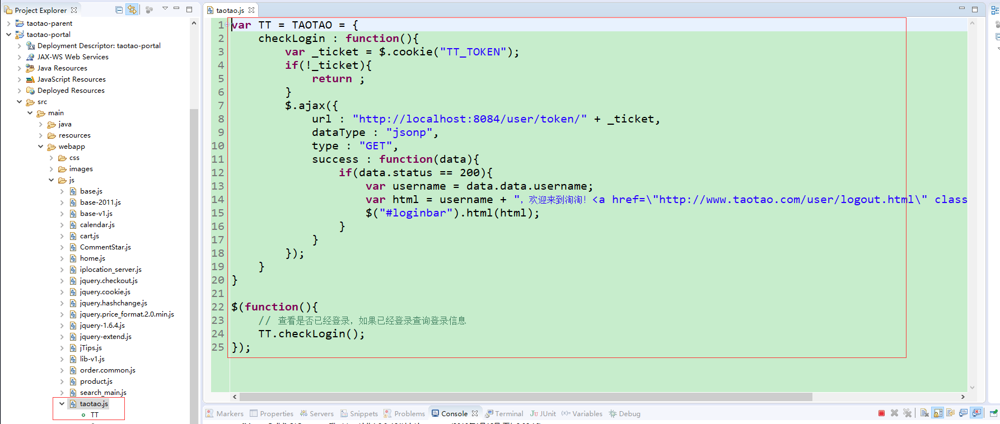 Project Explorer
taotao-parent
taotao-portal
Deployment Descriptor: taotao-portal
JAX-WS Web Services
Java Resources
JavaScript Resources
Deployed Resources
src
main
java
resources
webapp
css
images
js
base.js
base-2011.js
base-v1.js
calendar.js
cart.js
CommentStar.js
home.js
iplocation_server.js
jquery.checkout.js
jquery.cookie.js
jquery.hashchange.js
jquery.price_format.2.0.min.js
jquery-1.6.4.js
jquery-extend.js
jTips.js
lib-v1.js
order.common.js
product.js
search_main.js
taotao.js
TT
taotao.js
1 var TT = TAOTAO = {
2 checkLogin : function(){
3 var _ticket = $.cookie("TT_TOKEN");
4 if(!_ticket){
5 return ;
6 }
7 $.ajax({
8 url : "http://localhost:8084/user/token/" + _ticket,
9 dataType : "jsonp",
10 type : "GET",
11 success : function(data){
12 if(data.status == 200){
13 var username = data.data.username;
14 var html = username + "，欢迎来到淘淘！<a href=\"http://www.taotao.com/user/logout.html\" class
15 $("#loginbar").html(html);
16 }
17 }
18 });
19 }
20 }
21
22 $(function(){
23 // 查看是否已经登录，如果已经登录查询登录信息
24 TT.checkLogin();
25 });
Markers Properties Servers Snippets Problems Console Terminal JUnit Variables Debug